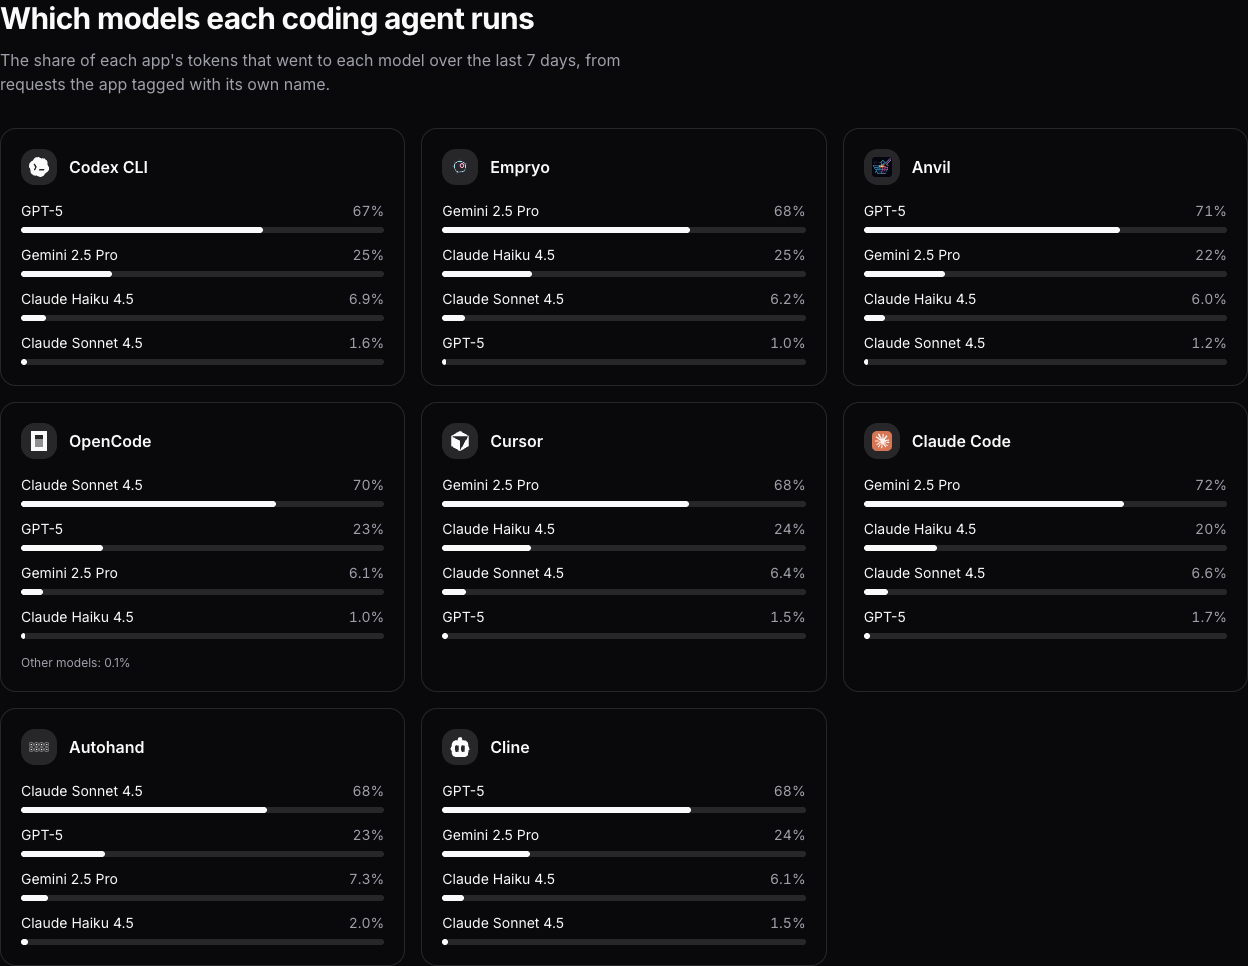 Which models each coding agent runs
The share of each app's tokens that went to each model over the last 7 days, from
requests the app tagged with its own name.
Codex CLI
GPT-5 67%
Gemini 2.5 Pro 25%
Claude Haiku 4.5 6.9%
Claude Sonnet 4.5 1.6%
Empryo
Gemini 2.5 Pro 68%
Claude Haiku 4.5 25%
Claude Sonnet 4.5 6.2%
GPT-5 1.0%
Anvil
GPT-5 71%
Gemini 2.5 Pro 22%
Claude Haiku 4.5 6.0%
Claude Sonnet 4.5 1.2%
OpenCode
Claude Sonnet 4.5 70%
GPT-5 23%
Gemini 2.5 Pro 6.1%
Claude Haiku 4.5 1.0%
Other models: 0.1%
Cursor
Gemini 2.5 Pro 68%
Claude Haiku 4.5 24%
Claude Sonnet 4.5 6.4%
GPT-5 1.5%
Claude Code
Gemini 2.5 Pro 72%
Claude Haiku 4.5 20%
Claude Sonnet 4.5 6.6%
GPT-5 1.7%
Autohand
Claude Sonnet 4.5 68%
GPT-5 23%
Gemini 2.5 Pro 7.3%
Claude Haiku 4.5 2.0%
Cline
GPT-5 68%
Gemini 2.5 Pro 24%
Claude Haiku 4.5 6.1%
Claude Sonnet 4.5 1.5%